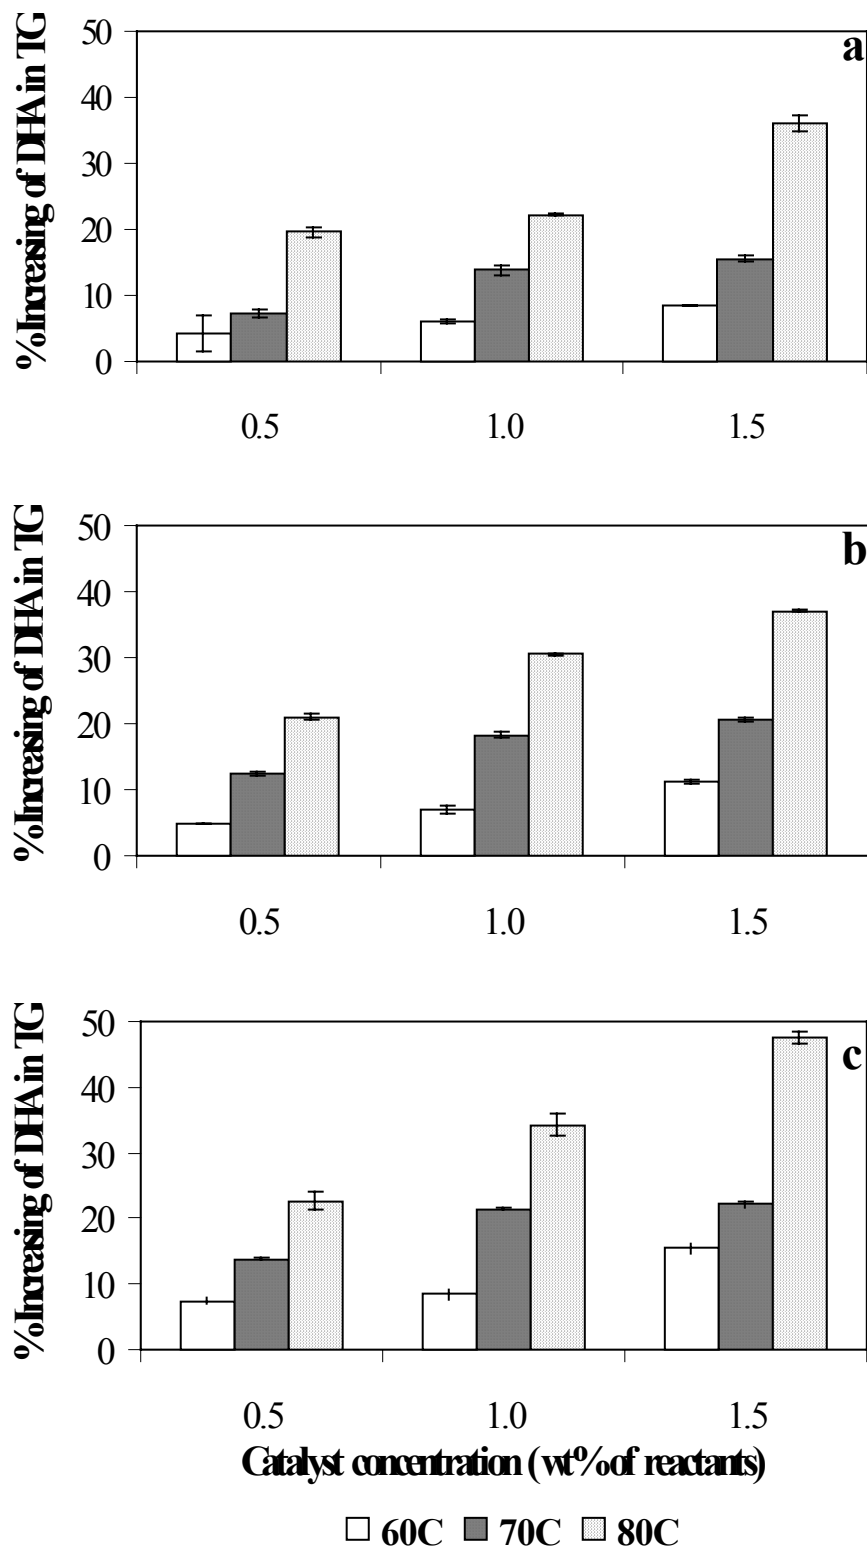 % Increasing of DHA in TG
50
a
40
30
20
10
0
0.5 1.0 1.5
% Increasing of DHA in TG
50
b
40
30
20
10
0
0.5 1.0 1.5
% Increasing of DHA in TG
50
c
40
30
20
10
0
0.5 1.0 1.5
Catalyst concentration (wt% of reactants)
60C 70C 80C